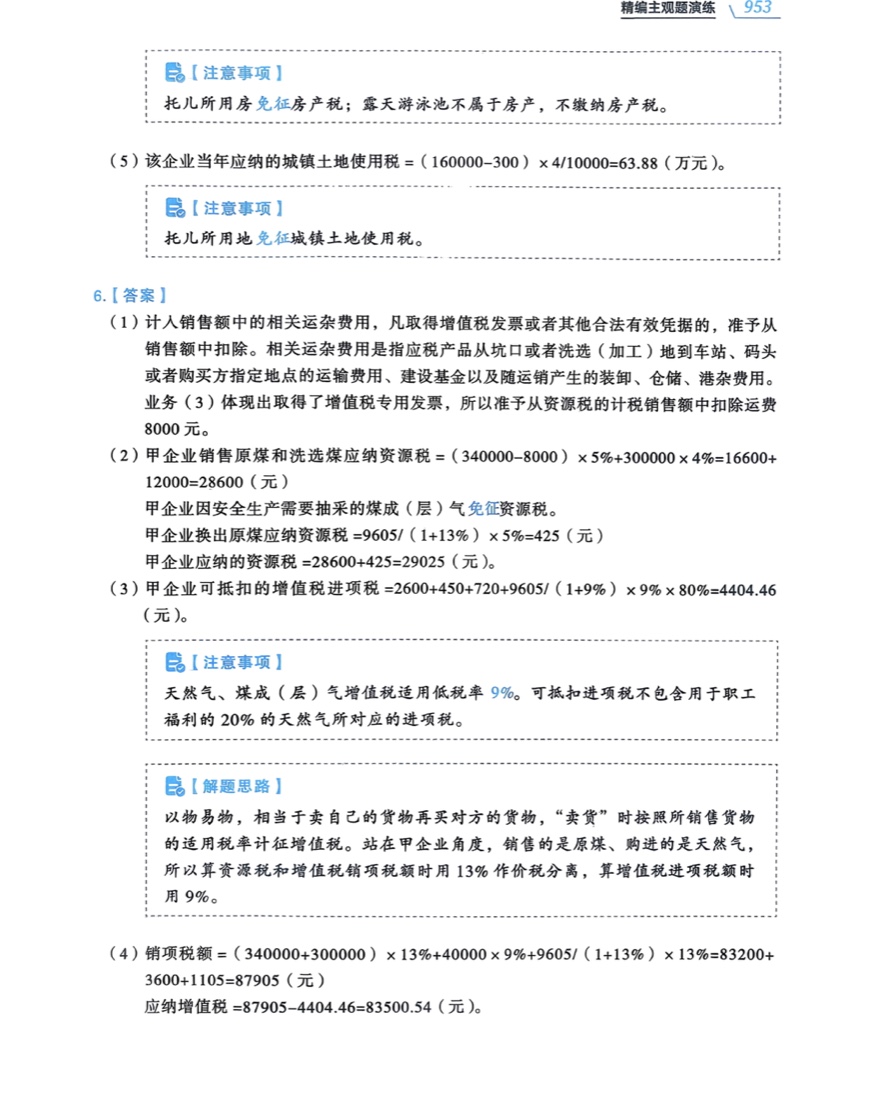 精编主观题演练 953
【注意事项】
托儿所用房免征房产税；露天游泳池不属于房产，不缴纳房产税。
（5）该企业当年应纳的城镇土地使用税 =（160000-300）× 4/10000=63.88（万元）。
【注意事项】
托儿所用地免征城镇土地使用税。
6.【答案】
（1）计入销售额中的相关运杂费用，凡取得增值税发票或者其他合法有效凭据的，准予从
销售额中扣除。相关运杂费用是指应税产品从坑口或者洗选（加工）地到车站、码头
或者购买方指定地点的运输费用、建设基金以及随运销产生的装卸、仓储、港杂费用。
业务（3）体现出取得了增值税专用发票，所以准予从资源税的计税销售额中扣除运费
8000 元。
（2）甲企业销售原煤和洗选煤应纳资源税 =（340000-8000）× 5%+300000 × 4%=16600+
12000=28600（元）
甲企业因安全生产需要抽采的煤成（层）气免征资源税。
甲企业换出原煤应纳资源税 =9605/（1+13%）× 5%=425（元）
甲企业应纳的资源税 =28600+425=29025（元）。
（3）甲企业可抵扣的增值税进项税 =2600+450+720+9605/（1+9%）× 9% × 80%=4404.46
（元）。
【注意事项】
天然气、煤成（层）气增值税适用低税率 9%。可抵扣进项税不包含用于职工
福利的 20% 的天然气所对应的进项税。
【解题思路】
以物易物，相当于卖自己的货物再买对方的货物，“卖货”时按照所销售货物
的适用税率计征增值税。站在甲企业角度，销售的是原煤、购进的是天然气，
所以算资源税和增值税销项税额时用 13% 作价税分离，算增值税进项税额时
用 9%。
（4）销项税额 =（340000+300000）× 13%+40000 × 9%+9605/（1+13%）× 13%=83200+
3600+1105=87905（元）
应纳增值税 =87905-4404.46=83500.54（元）。